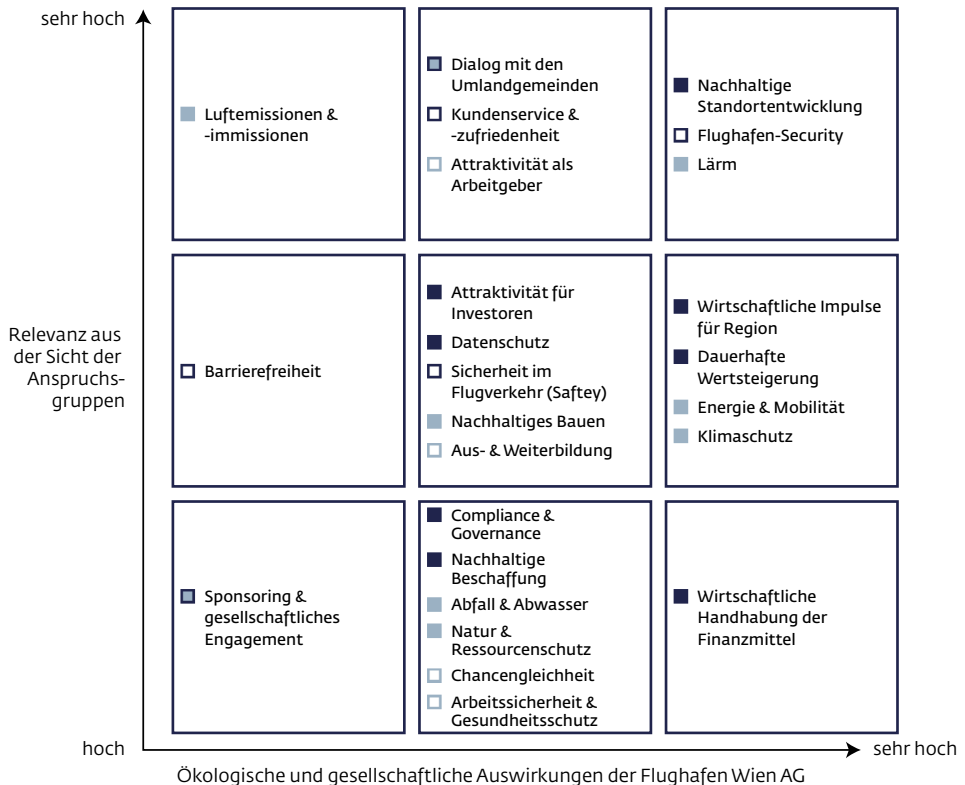 sehr hoch
Luftemissionen &
-immissionen
Dialog mit den
Umlandgemeinden
Kundenservice &
-zufriedenheit
Attraktivität als
Arbeitgeber
Nachhaltige
Standortentwicklung
Flughafen-Security
Lärm
Relevanz aus
der Sicht der
Anspruchs-
gruppen
Barrierefreiheit
Attraktivität für
Investoren
Datenschutz
Sicherheit im
Flugverkehr (Saftey)
Nachhaltiges Bauen
Aus- & Weiterbildung
Wirtschaftliche Impulse
für Region
Dauerhafte
Wertsteigerung
Energie & Mobilität
Klimaschutz
Sponsoring &
gesellschaftliches
Engagement
Compliance &
Governance
Nachhaltige
Beschaffung
Abfall & Abwasser
Natur &
Ressourcenschutz
Chancengleichheit
Arbeitssicherheit &
Gesundheitsschutz
Wirtschaftliche
Handhabung der
Finanzmittel
hoch
sehr hoch
Ökologische und gesellschaftliche Auswirkungen der Flughafen Wien AG